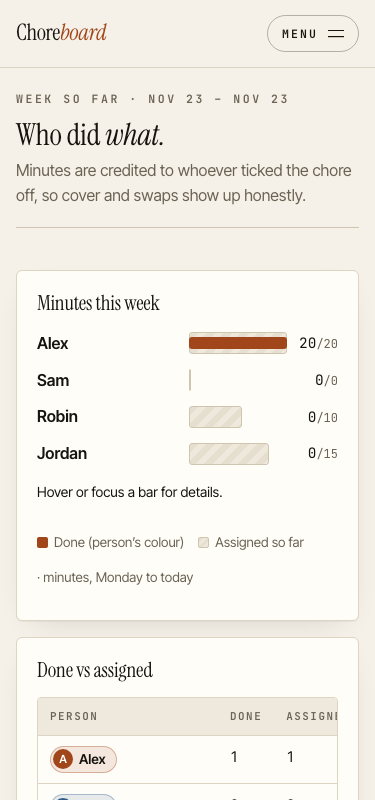 Choreboard
MENU
WEEK SO FAR · NOV 23 – NOV 23
Who did what.
Minutes are credited to whoever ticked the chore
off, so cover and swaps show up honestly.
Minutes this week
Alex 20/20
Sam 0/0
Robin 0/10
Jordan 0/15
Hover or focus a bar for details.
Done (person's colour) Assigned so far
· minutes, Monday to today
Done vs assigned
PERSON DONE
A Alex 1 1